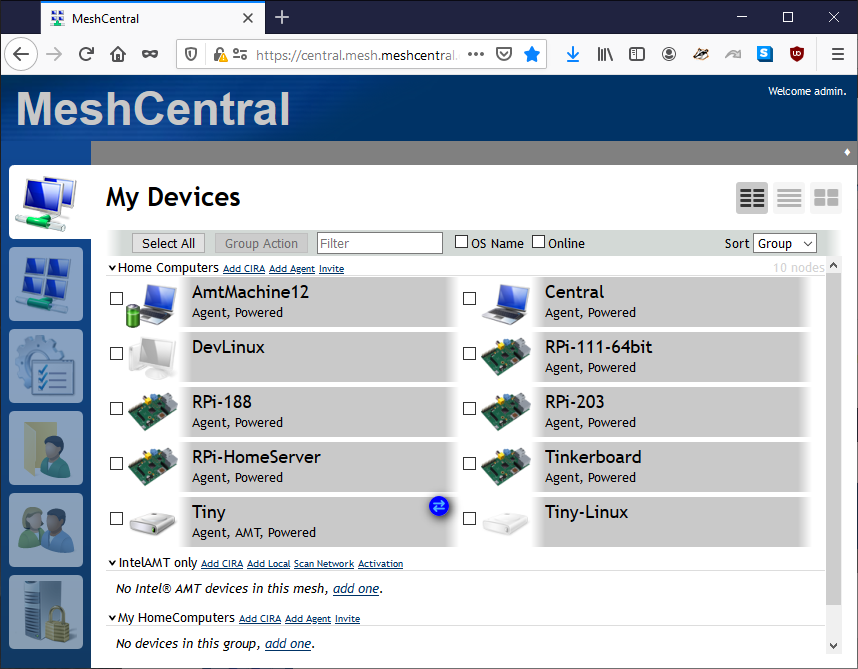 MeshCentral
https://central.mesh.meshcentral.
MeshCentral
Welcome admin.
My Devices
Select All Group Action Filter OS Name Online Sort Group
Home Computers Add CIRA Add Agent Invite 10 nodes
AmtMachine12 Central
Agent, Powered Agent, Powered
DevLinux RPi-111-64bit
Agent, Powered
RPi-188 RPi-203
Agent, Powered Agent, Powered
RPi-HomeServer Tinkerboard
Agent, Powered Agent, Powered
Tiny Tiny-Linux
Agent, AMT, Powered
IntelAMT only Add CIRA Add Local Scan Network Activation
No Intel® AMT devices in this mesh, add one.
My HomeComputers Add CIRA Add Agent Invite
No devices in this group, add one.